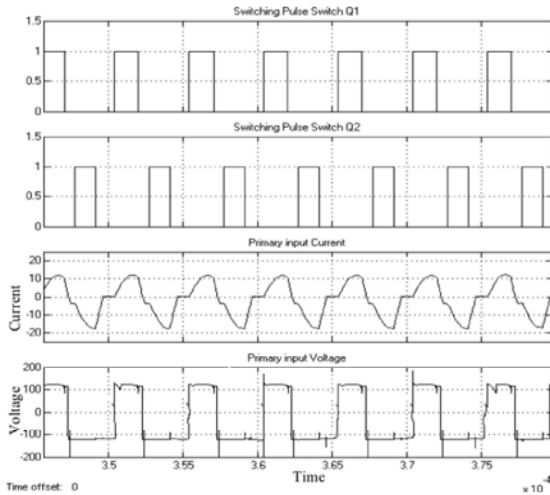 Switching Pulse Switch Q1
1.5
1
0.5
0
Switching Pulse Switch Q2
1.5
1
0.5
0
Primary input Current
20
10
0
-10
-20
Current
Primary input Voltage
200
100
0
-100
-200
Voltage
3.5 3.55 3.6 3.65 3.7 3.75
Time
Time offset: 0
× 10⁻⁴